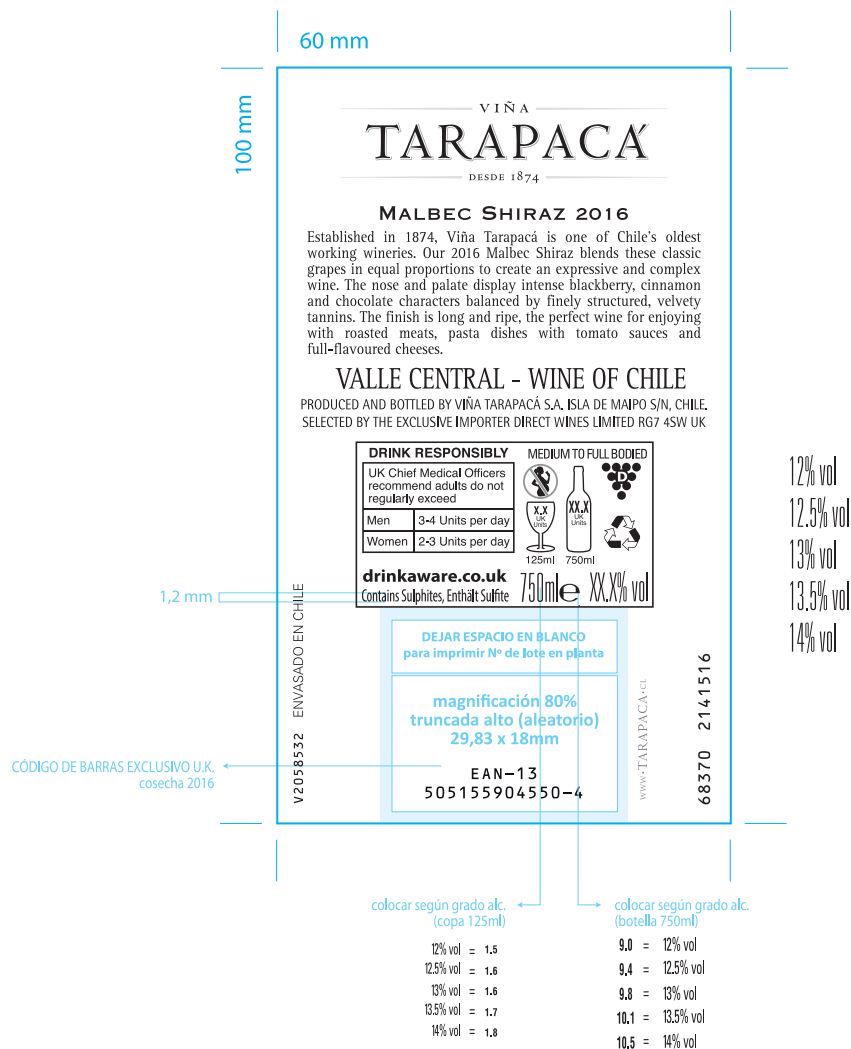 60 mm
100 mm
VIÑA
TARAPACÁ
DESDE 1874
MALBEC SHIRAZ 2016
Established in 1874, Viña Tarapacá is one of Chile's oldest
working wineries. Our 2016 Malbec Shiraz blends these classic
grapes in equal proportions to create an expressive and complex
wine. The nose and palate display intense blackberry, cinnamon
and chocolate characters balanced by finely structured, velvety
tannins. The finish is long and ripe, the perfect wine for enjoying
with roasted meats, pasta dishes with tomato sauces and
full-flavoured cheeses.
VALLE CENTRAL - WINE OF CHILE
PRODUCED AND BOTTLED BY VIÑA TARAPACÁ S.A. ISLA DE MAIPO S/N, CHILE.
SELECTED BY THE EXCLUSIVE IMPORTER DIRECT WINES LIMITED RG7 4SW UK
DRINK RESPONSIBLY
UK Chief Medical Officers
recommend adults do not
regularly exceed
Men 3-4 Units per day
Women 2-3 Units per day
drinkaware.co.uk
Contains Sulphites, Enthält Sulfite
MEDIUM TO FULL BODIED
D
X.X
UK
Units
XX.X
UK
Units
125ml 750ml
750ml e XX.X% vol
12% vol
12.5% vol
13% vol
13.5% vol
14% vol
1,2 mm
V2058532 ENVASADO EN CHILE
DEJAR ESPACIO EN BLANCO
para imprimir Nº de lote en planta
magnificación 80%
truncada alto (aleatorio)
29,83 x 18mm
EAN-13
505155904550-4
WWW·TARAPACA·CL
68370 2141516
CÓDIGO DE BARRAS EXCLUSIVO U.K.
cosecha 2016
colocar según grado alc.
(copa 125ml)
12% vol = 1.5
12.5% vol = 1.6
13% vol = 1.6
13.5% vol = 1.7
14% vol = 1.8
colocar según grado alc.
(botella 750ml)
9.0 = 12% vol
9.4 = 12.5% vol
9.8 = 13% vol
10.1 = 13.5% vol
10.5 = 14% vol